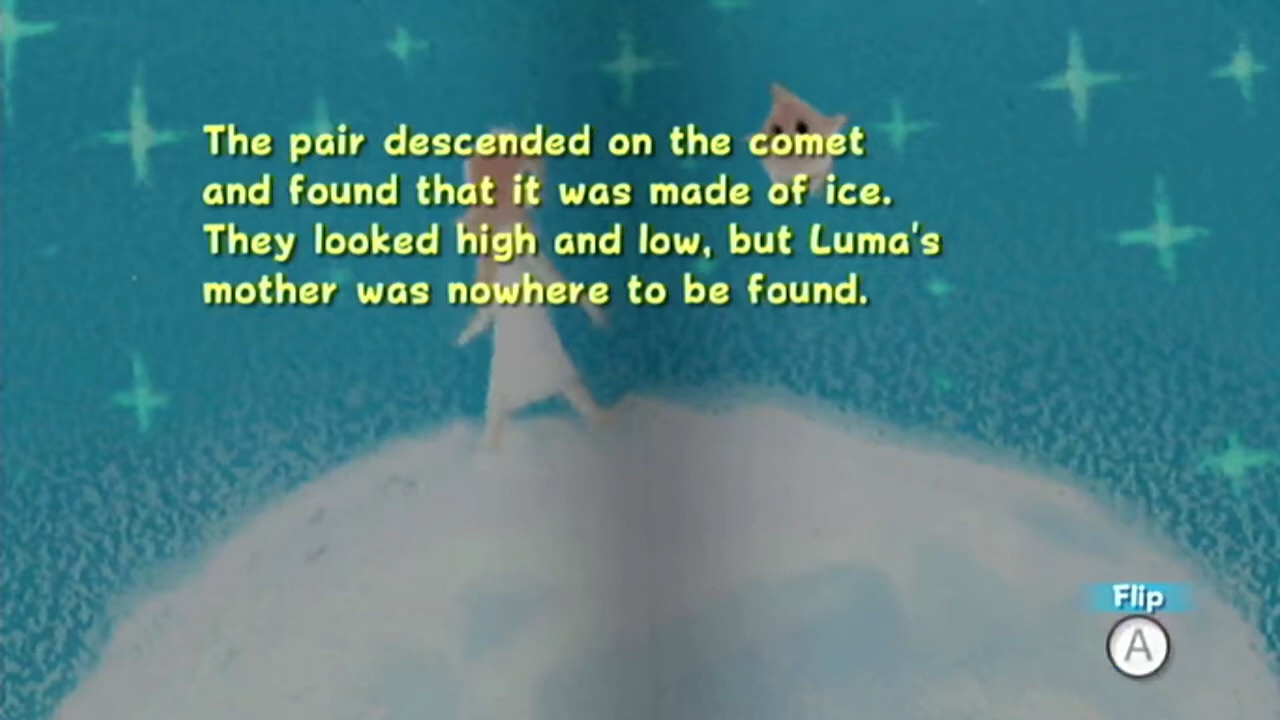 The pair descended on the comet
and found that it was made of ice.
They looked high and low, but Luma's
mother was nowhere to be found.
Flip
A